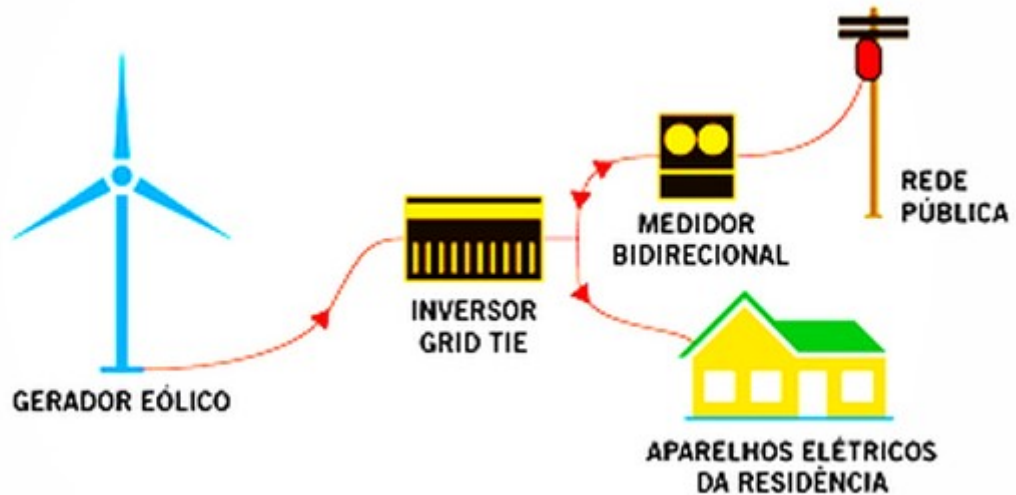 GERADOR EÓLICO
INVERSOR
GRID TIE
MEDIDOR
BIDIRECIONAL
REDE
PÚBLICA
APARELHOS ELÉTRICOS
DA RESIDÊNCIA